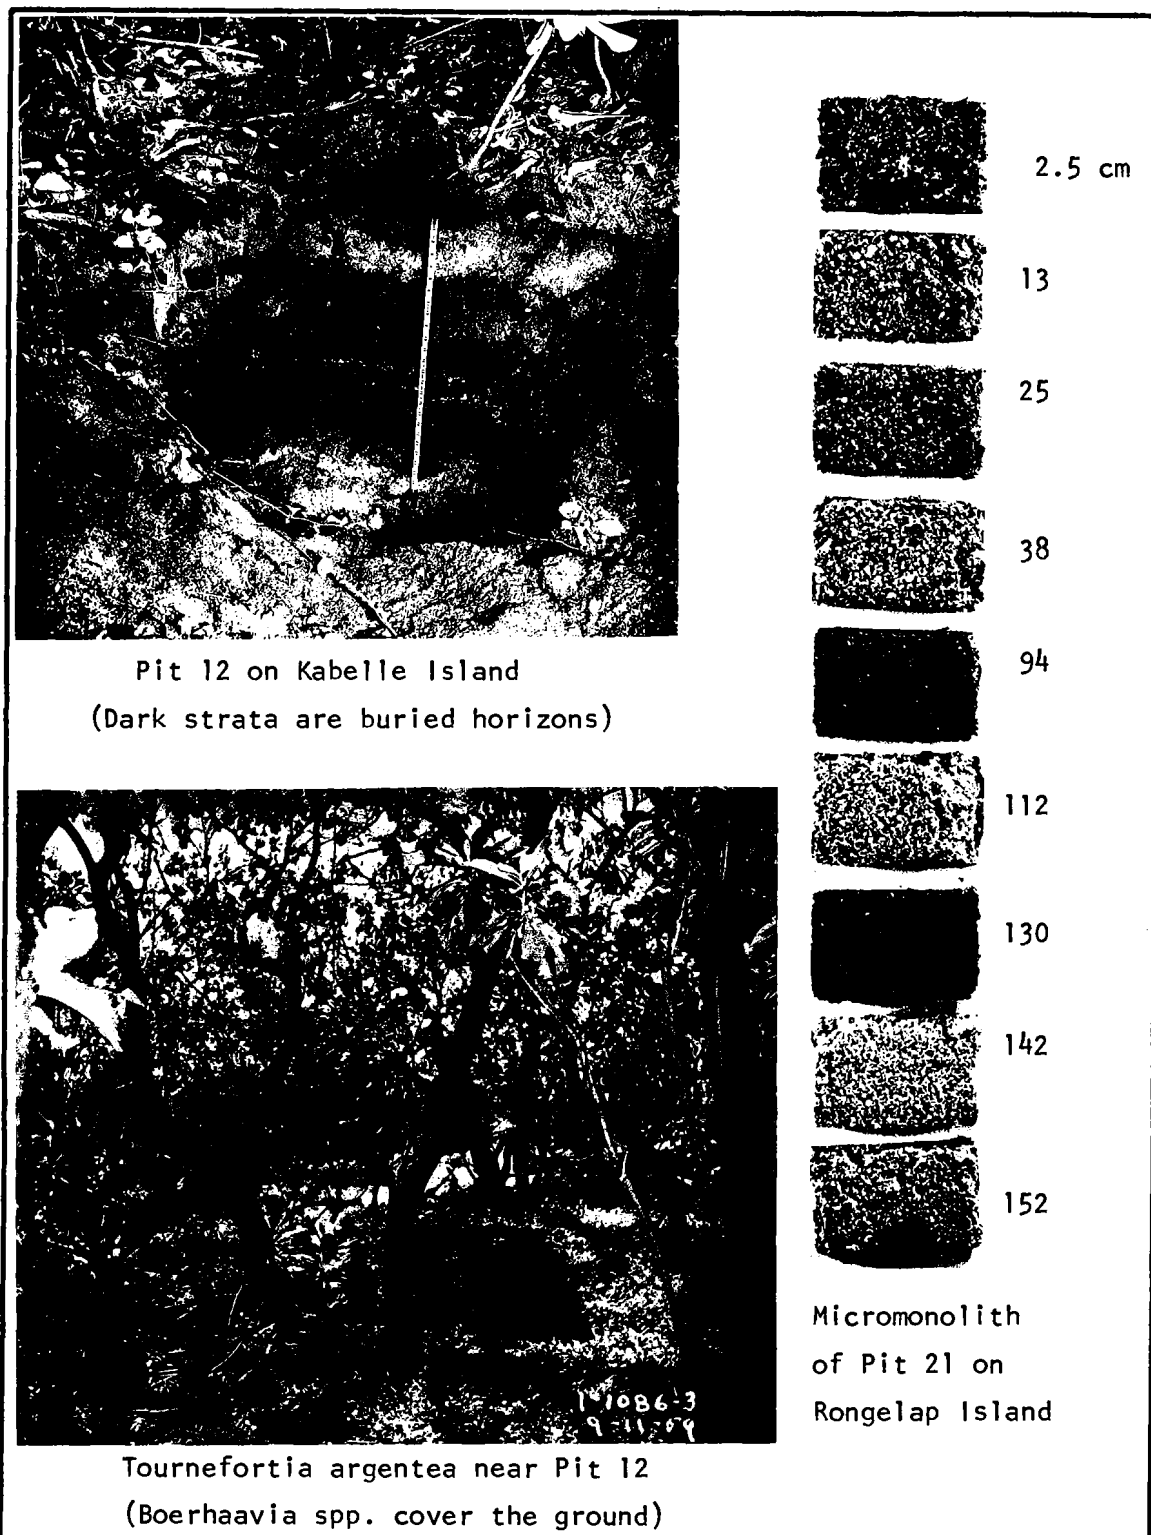 Pit 12 on Kabelle Island
(Dark strata are buried horizons)
Tournefortia argentea near Pit 12
(Boerhaavia spp. cover the ground)
2.5 cm
13
25
38
94
112
130
142
152
Micromonolith
of Pit 21 on
Rongelap Island